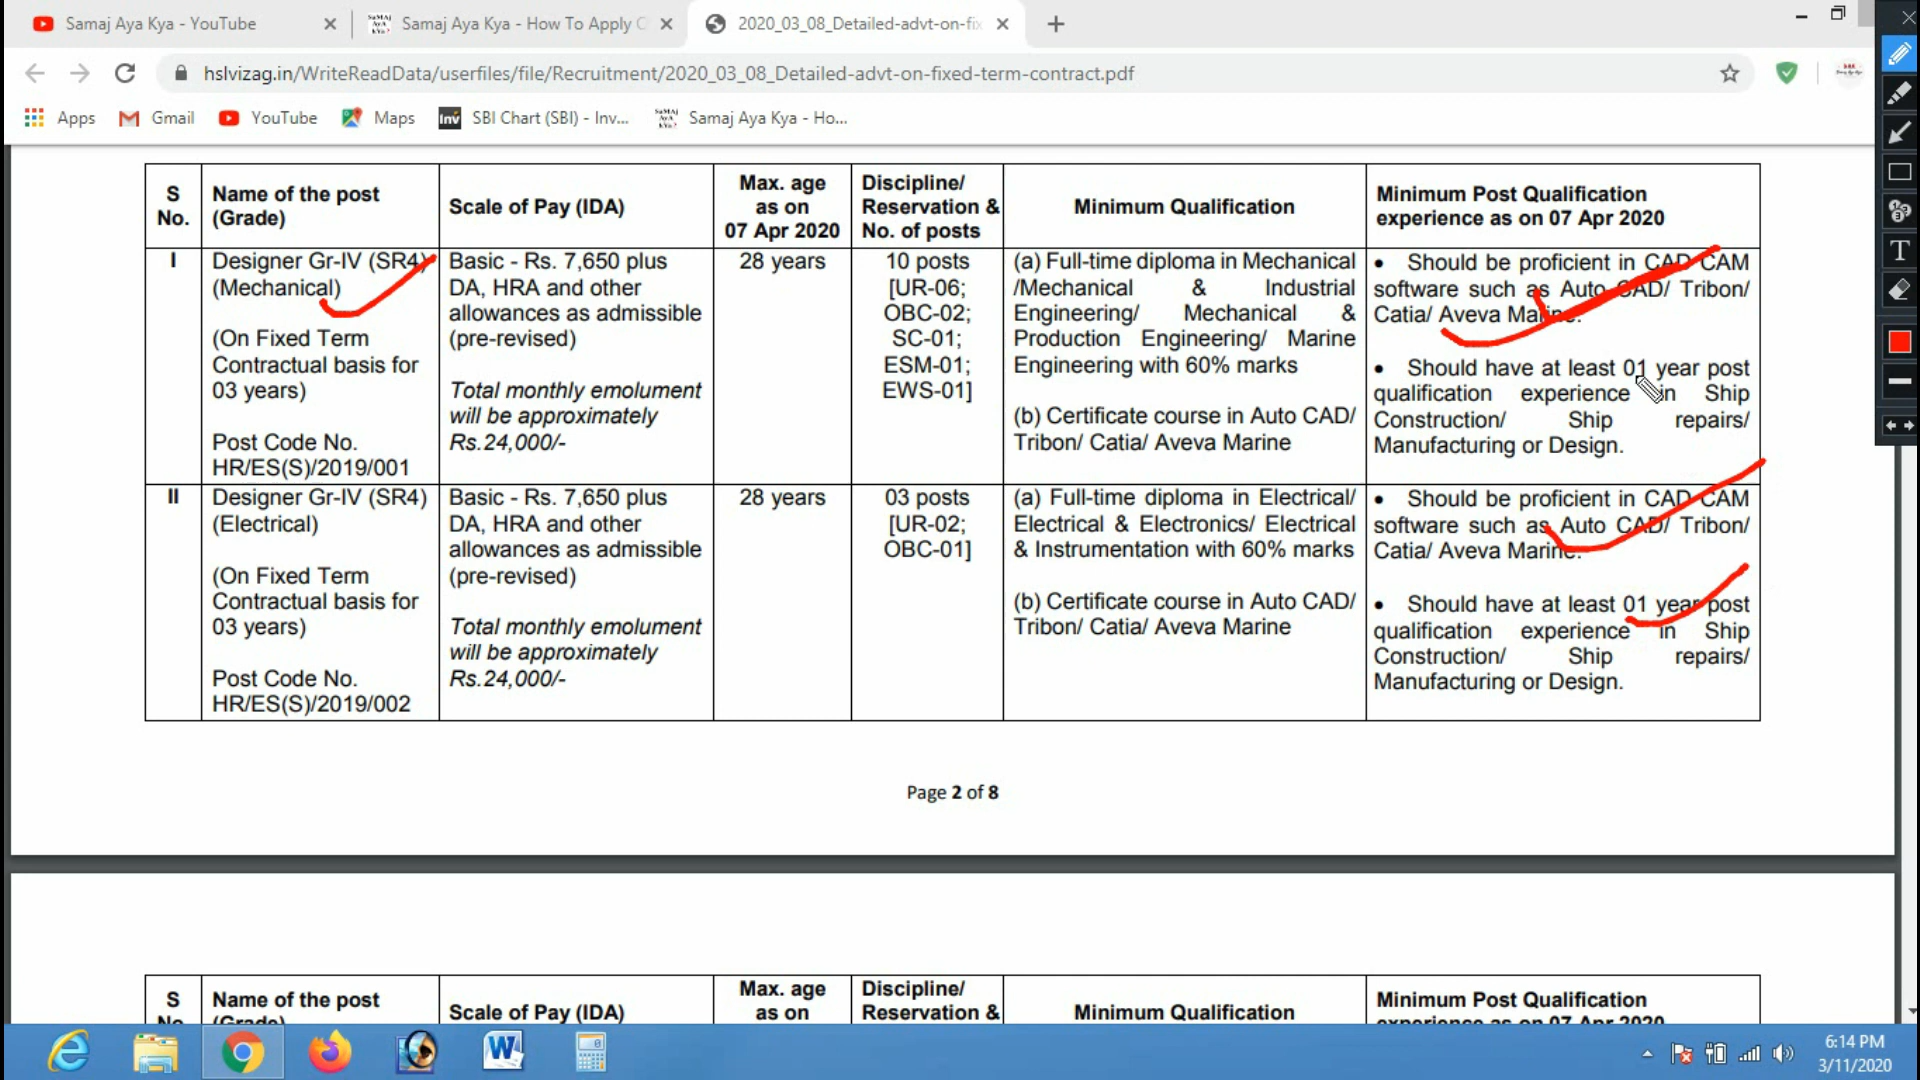 Samaj Aya Kya - YouTube
Samaj Aya Kya - How To Apply
2020_03_08_Detailed-advt-on-fix
hslvizag.in/WriteReadData/userfiles/file/Recruitment/2020_03_08_Detailed-advt-on-fixed-term-contract.pdf
Apps
Gmail
YouTube
Maps
Inv
SBI Chart (SBI) - Inv...
Samaj Aya Kya - Ho...
S
No.
Name of the post
(Grade)
Scale of Pay (IDA)
Max. age
as on
07 Apr 2020
Discipline/
Reservation &
No. of posts
Minimum Qualification
Minimum Post Qualification
experience as on 07 Apr 2020
I
Designer Gr-IV (SR4)
(Mechanical)
(On Fixed Term
Contractual basis for
03 years)
Post Code No.
HR/ES(S)/2019/001
Basic - Rs. 7,650 plus
DA, HRA and other
allowances as admissible
(pre-revised)
Total monthly emolument
will be approximately
Rs.24,000/-
28 years
10 posts
[UR-06;
OBC-02;
SC-01;
ESM-01;
EWS-01]
(a) Full-time diploma in Mechanical
/Mechanical & Industrial
Engineering/ Mechanical &
Production Engineering/ Marine
Engineering with 60% marks
(b) Certificate course in Auto CAD/
Tribon/ Catia/ Aveva Marine
• Should be proficient in CAD CAM
software such as Auto CAD/ Tribon/
Catia/ Aveva Marine.
• Should have at least 01 year post
qualification experience in Ship
Construction/ Ship repairs/
Manufacturing or Design.
II
Designer Gr-IV (SR4)
(Electrical)
(On Fixed Term
Contractual basis for
03 years)
Post Code No.
HR/ES(S)/2019/002
Basic - Rs. 7,650 plus
DA, HRA and other
allowances as admissible
(pre-revised)
Total monthly emolument
will be approximately
Rs.24,000/-
28 years
03 posts
[UR-02;
OBC-01]
(a) Full-time diploma in Electrical/
Electrical & Electronics/ Electrical
& Instrumentation with 60% marks
(b) Certificate course in Auto CAD/
Tribon/ Catia/ Aveva Marine
• Should be proficient in CAD CAM
software such as Auto CAD/ Tribon/
Catia/ Aveva Marine.
• Should have at least 01 year post
qualification experience in Ship
Construction/ Ship repairs/
Manufacturing or Design.
Page 2 of 8
S
No.
Name of the post
(Grade)
Scale of Pay (IDA)
Max. age
as on
Discipline/
Reservation &
Minimum Qualification
Minimum Post Qualification
experience as on 07 Apr 2020
6:14 PM
3/11/2020